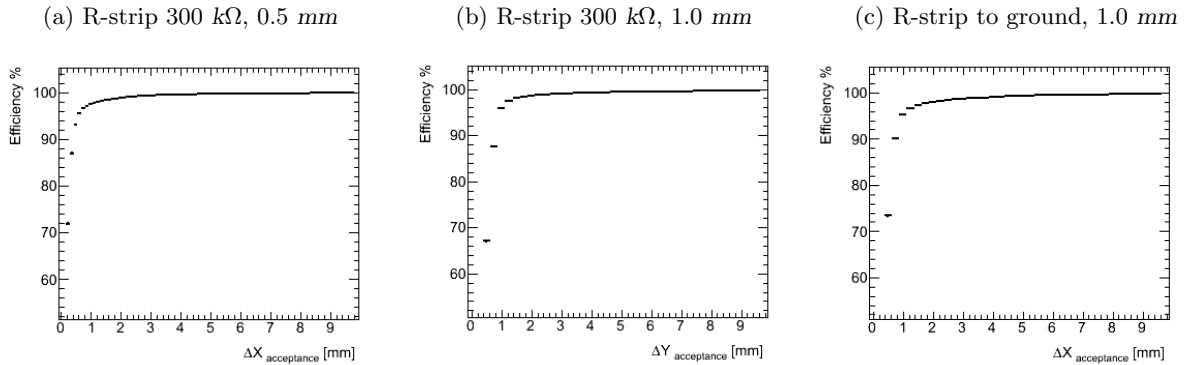 (a) R-strip 300 kΩ, 0.5 mm
(b) R-strip 300 kΩ, 1.0 mm
(c) R-strip to ground, 1.0 mm
Efficiency %
100
90
80
70
60
0 1 2 3 4 5 6 7 8 9
ΔX acceptance [mm]
Efficiency %
100
90
80
70
60
0 1 2 3 4 5 6 7 8 9
ΔY acceptance [mm]
Efficiency %
100
90
80
70
60
0 1 2 3 4 5 6 7 8 9
ΔX acceptance [mm]